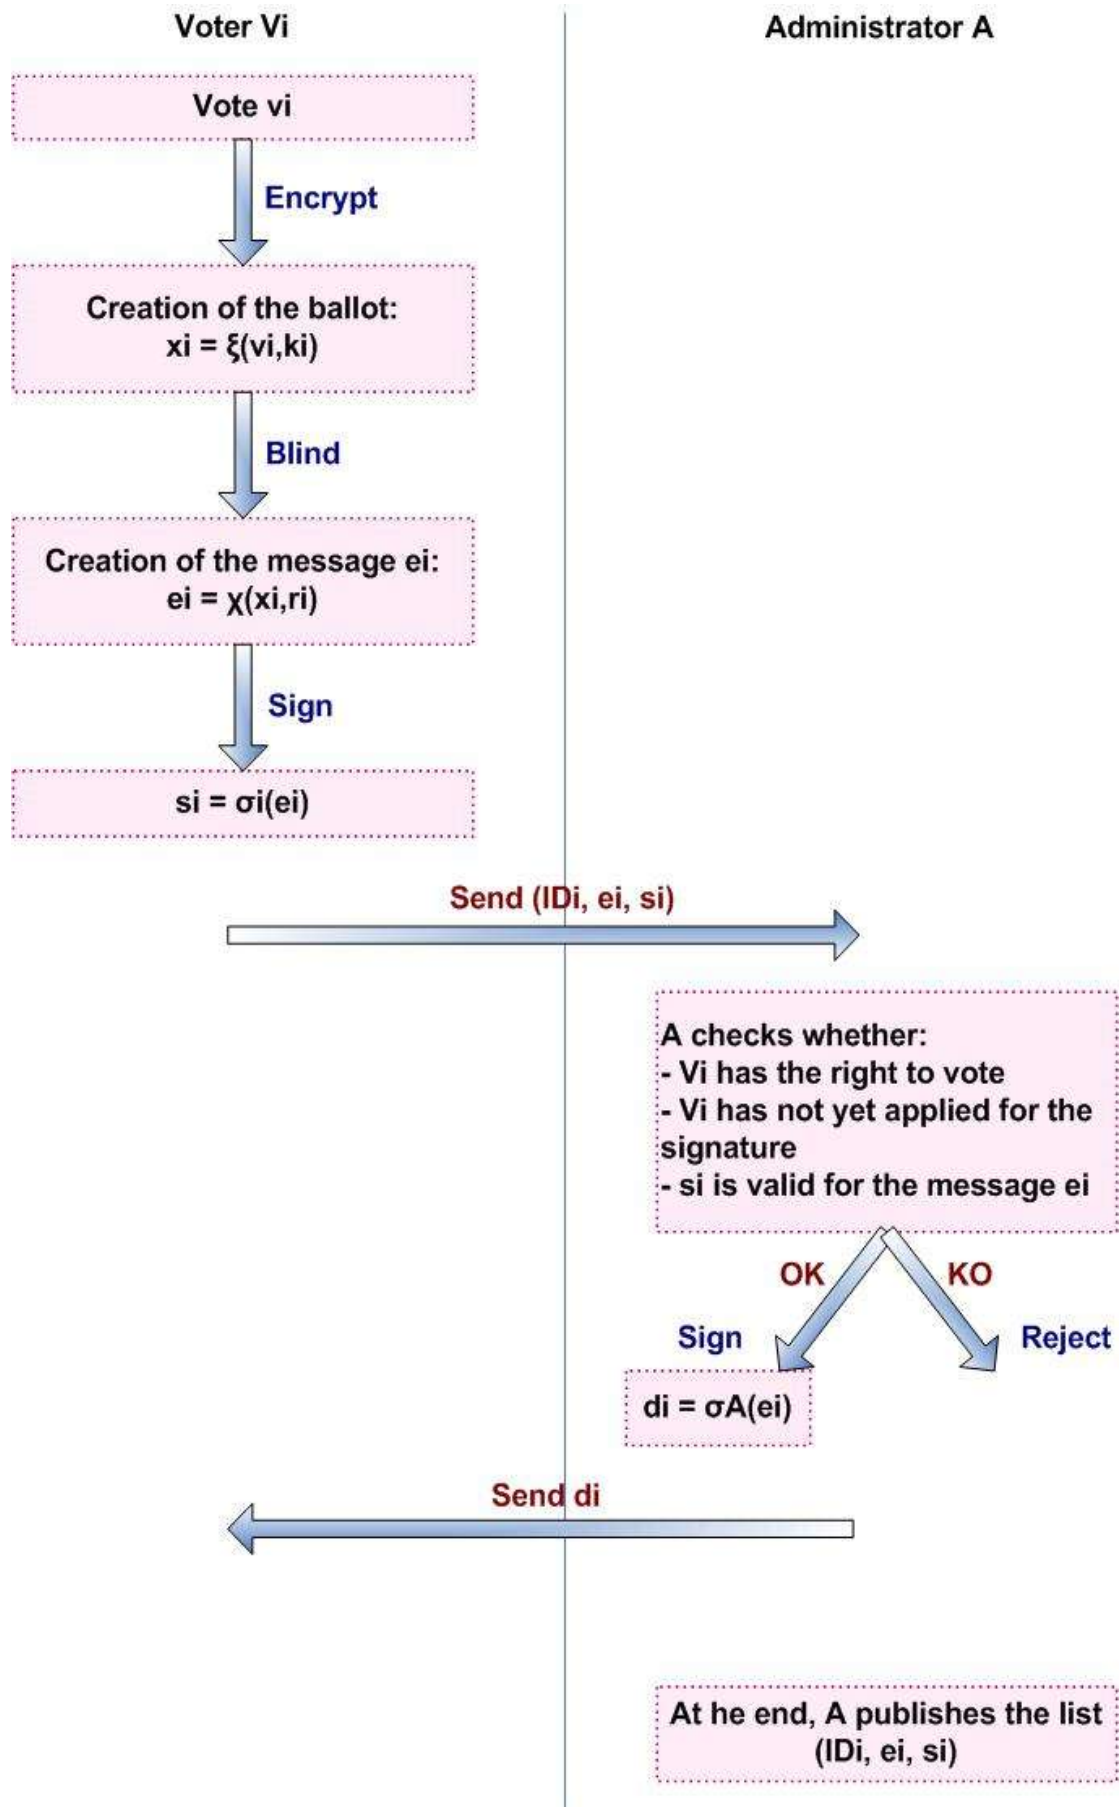 Voter Vi
Administrator A
Vote vi
Encrypt
Creation of the ballot:
xi = ξ(vi,ki)
Blind
Creation of the message ei:
ei = χ(xi,ri)
Sign
si = σi(ei)
Send (IDi, ei, si)
A checks whether:
- Vi has the right to vote
- Vi has not yet applied for the
signature
- si is valid for the message ei
OK
KO
Sign
Reject
di = σA(ei)
Send di
At he end, A publishes the list
(IDi, ei, si)